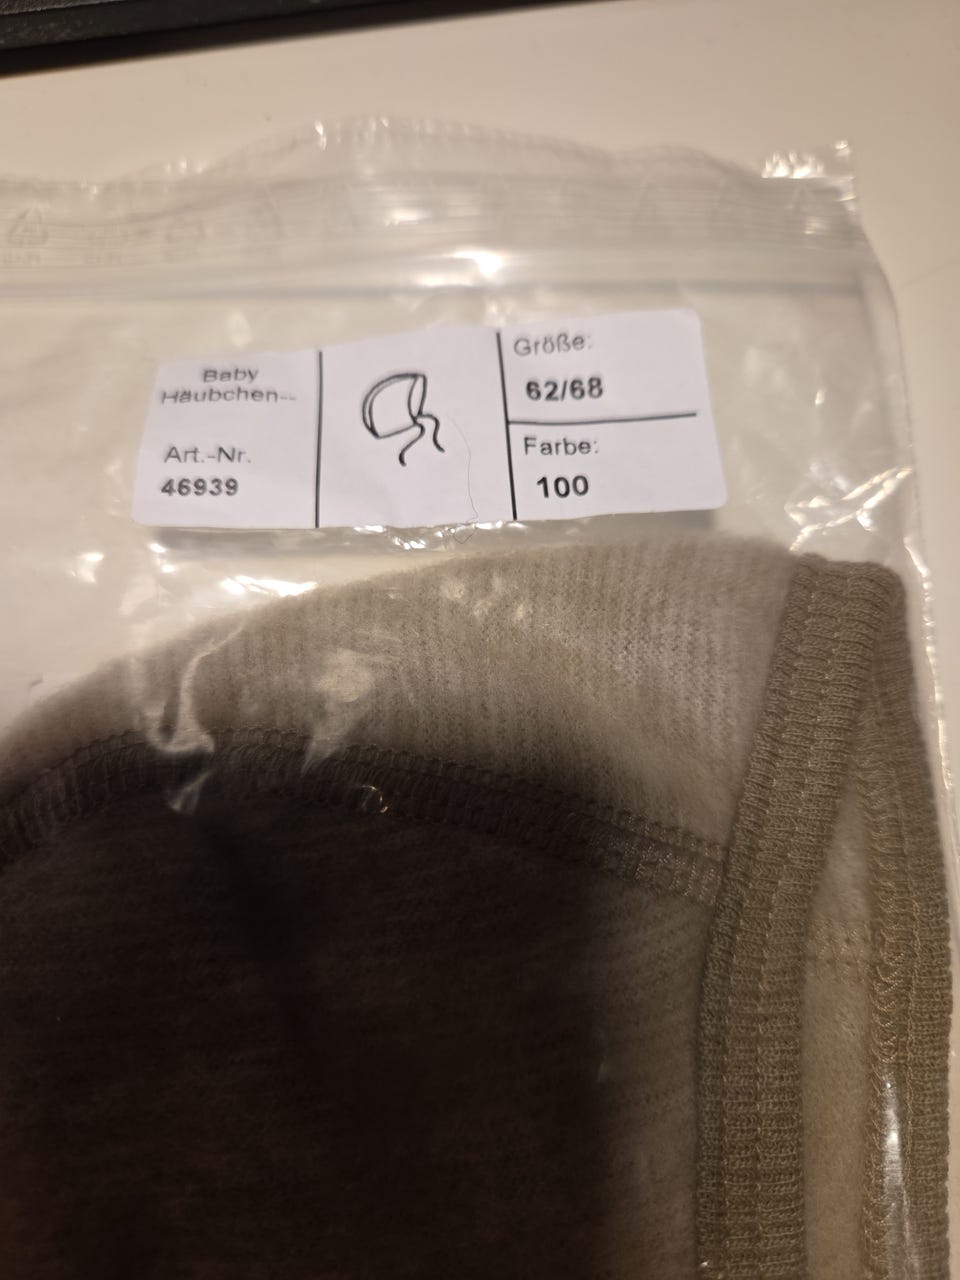 Baby
Häubchen--
Art.-Nr.
46939
Größe:
62/68
Farbe:
100